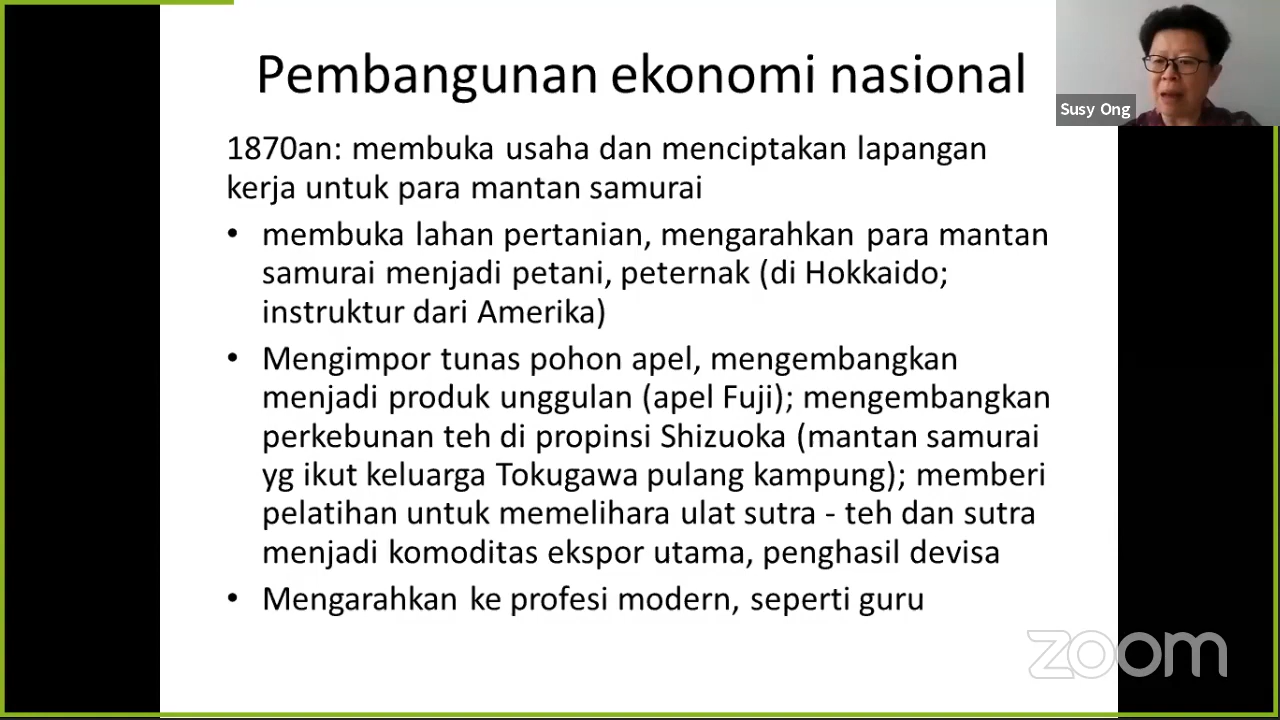 Pembangunan ekonomi nasional
Susy Ong
1870an: membuka usaha dan menciptakan lapangan
kerja untuk para mantan samurai
• membuka lahan pertanian, mengarahkan para mantan
samurai menjadi petani, peternak (di Hokkaido;
instruktur dari Amerika)
• Mengimpor tunas pohon apel, mengembangkan
menjadi produk unggulan (apel Fuji); mengembangkan
perkebunan teh di propinsi Shizuoka (mantan samurai
yg ikut keluarga Tokugawa pulang kampung); memberi
pelatihan untuk memelihara ulat sutra - teh dan sutra
menjadi komoditas ekspor utama, penghasil devisa
• Mengarahkan ke profesi modern, seperti guru
zoom